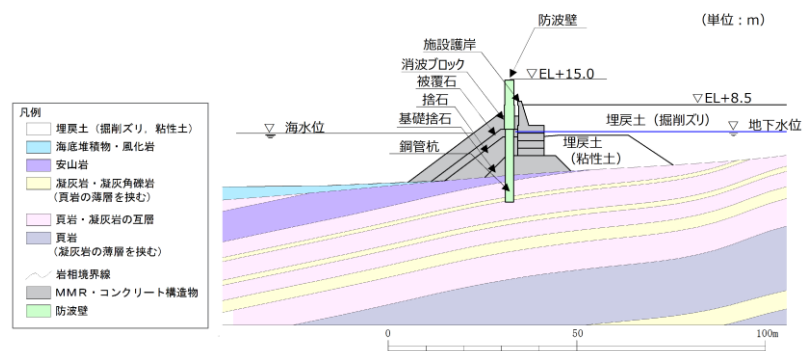 防波壁
(単位:m)
施設護岸
消波ブロック
▽EL+15.0
被覆石
▽EL+8.5
捨石
海水位
基礎捨石
埋戻土(掘削ズリ)
地下水位
鋼管杭
埋戻土
(粘性土)
凡例
埋戻土(掘削ズリ,粘性土)
海底堆積物・風化岩
安山岩
凝灰岩・凝灰角礫岩
(頁岩の薄層を挟む)
頁岩・凝灰岩の互層
頁岩
(凝灰岩の薄層を挟む)
岩相境界線
MMR・コンクリート構造物
防波壁
0
50
100m